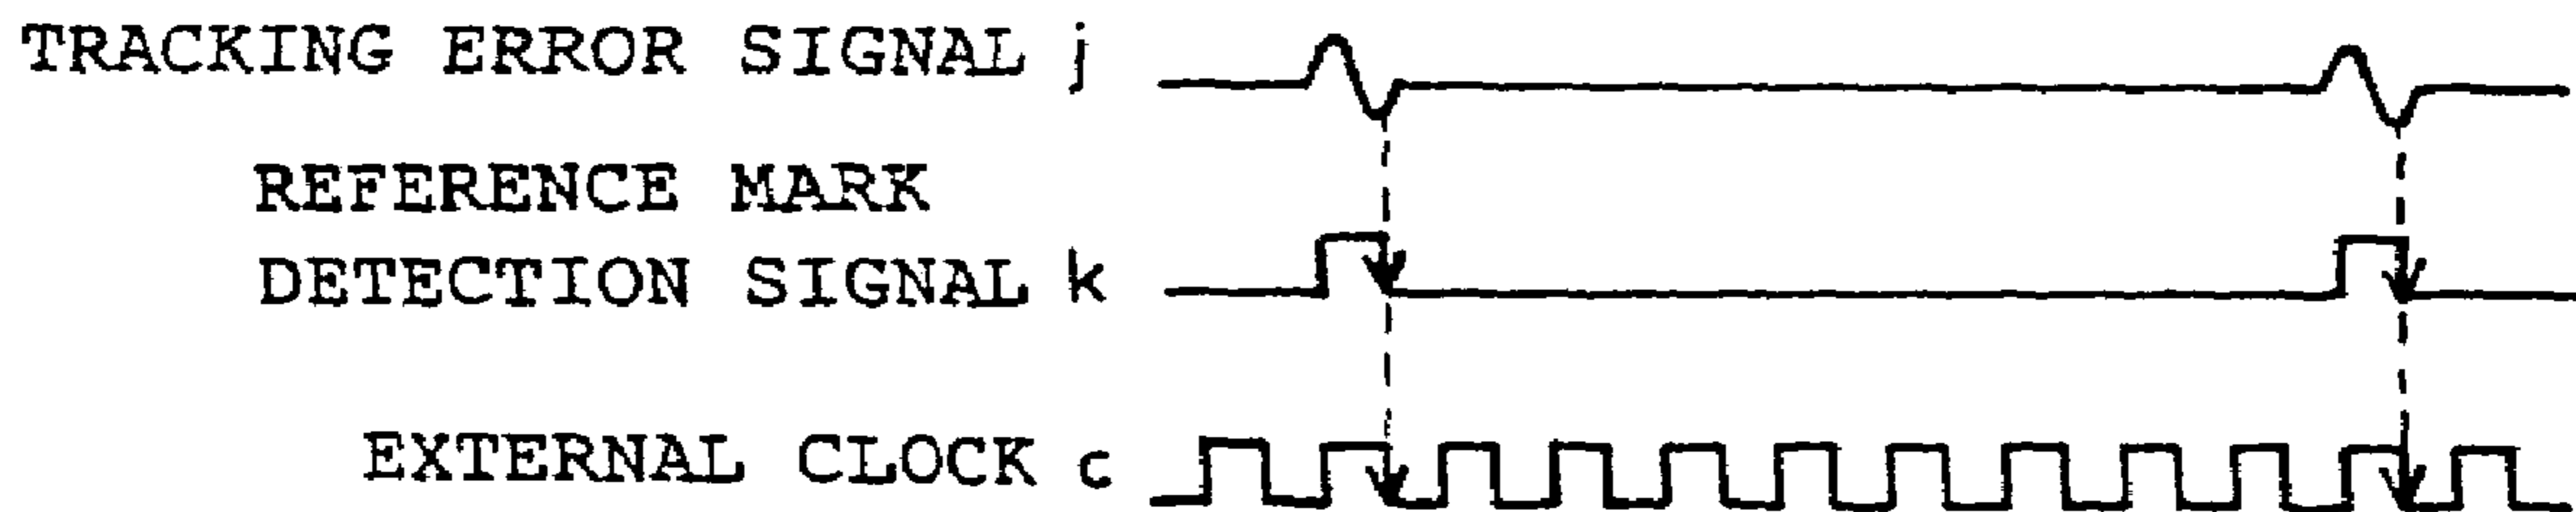 TRACKING ERROR SIGNAL j
REFERENCE MARK
DETECTION SIGNAL k
EXTERNAL CLOCK c